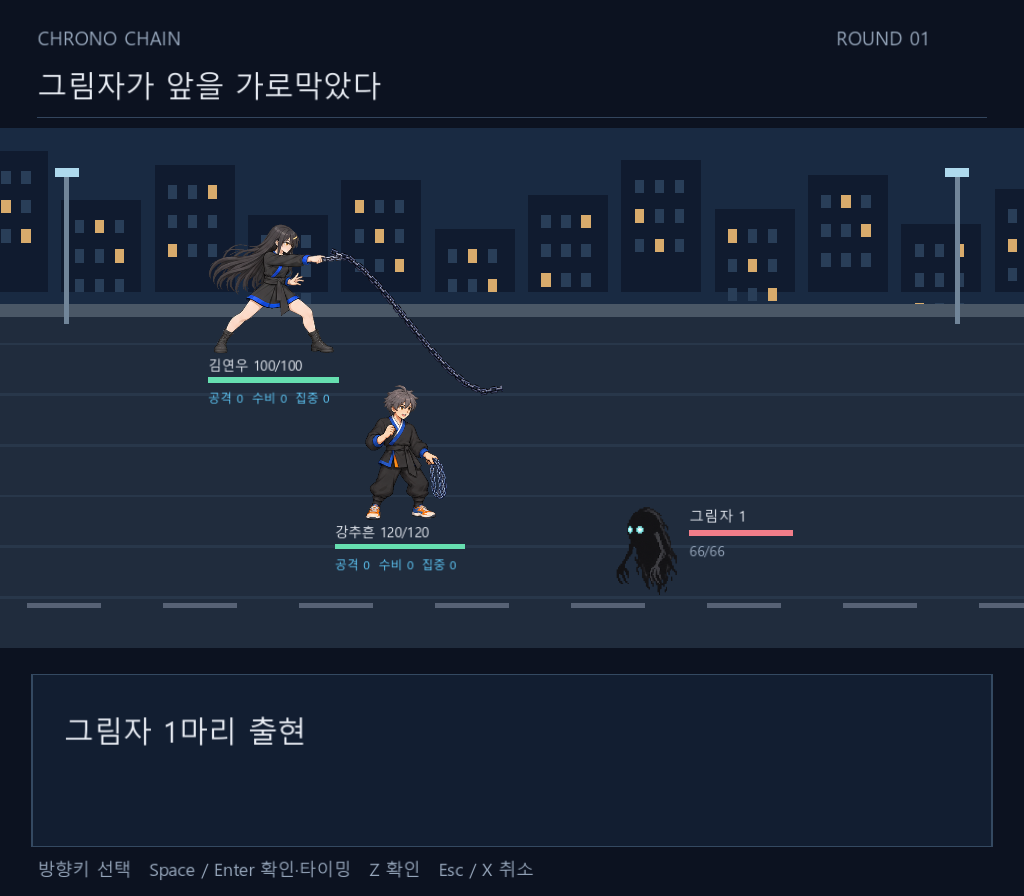 CHRONO CHAIN
ROUND 01
그림자가 앞을 가로막았다
김연우 100/100
공격 0 수비 0 집중 0
강추흔 120/120
공격 0 수비 0 집중 0
그림자 1
66/66
그림자 1마리 출현
방향키 선택 Space / Enter 확인·타이밍 Z 확인 Esc / X 취소